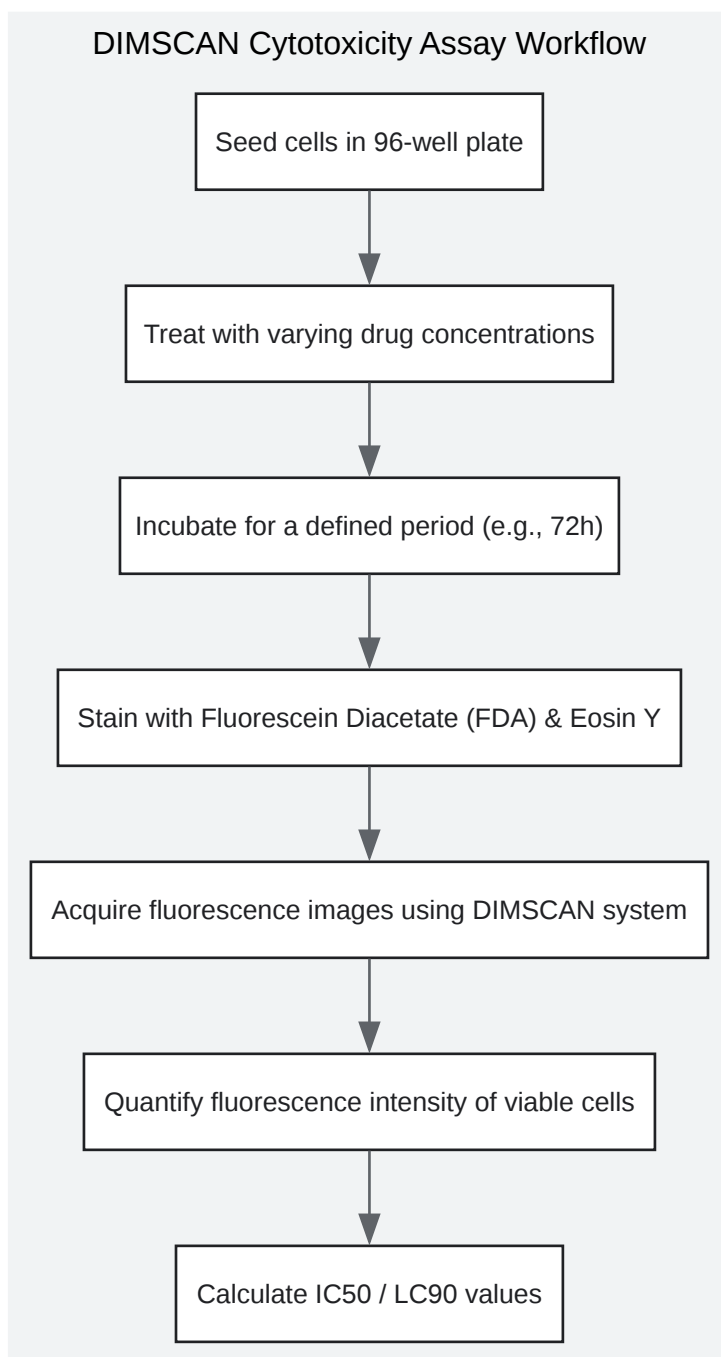 DIMSCAN Cytotoxicity Assay Workflow
Seed cells in 96-well plate
Treat with varying drug concentrations
Incubate for a defined period (e.g., 72h)
Stain with Fluorescein Diacetate (FDA) & Eosin Y
Acquire fluorescence images using DIMSCAN system
Quantify fluorescence intensity of viable cells
Calculate IC50 / LC90 values